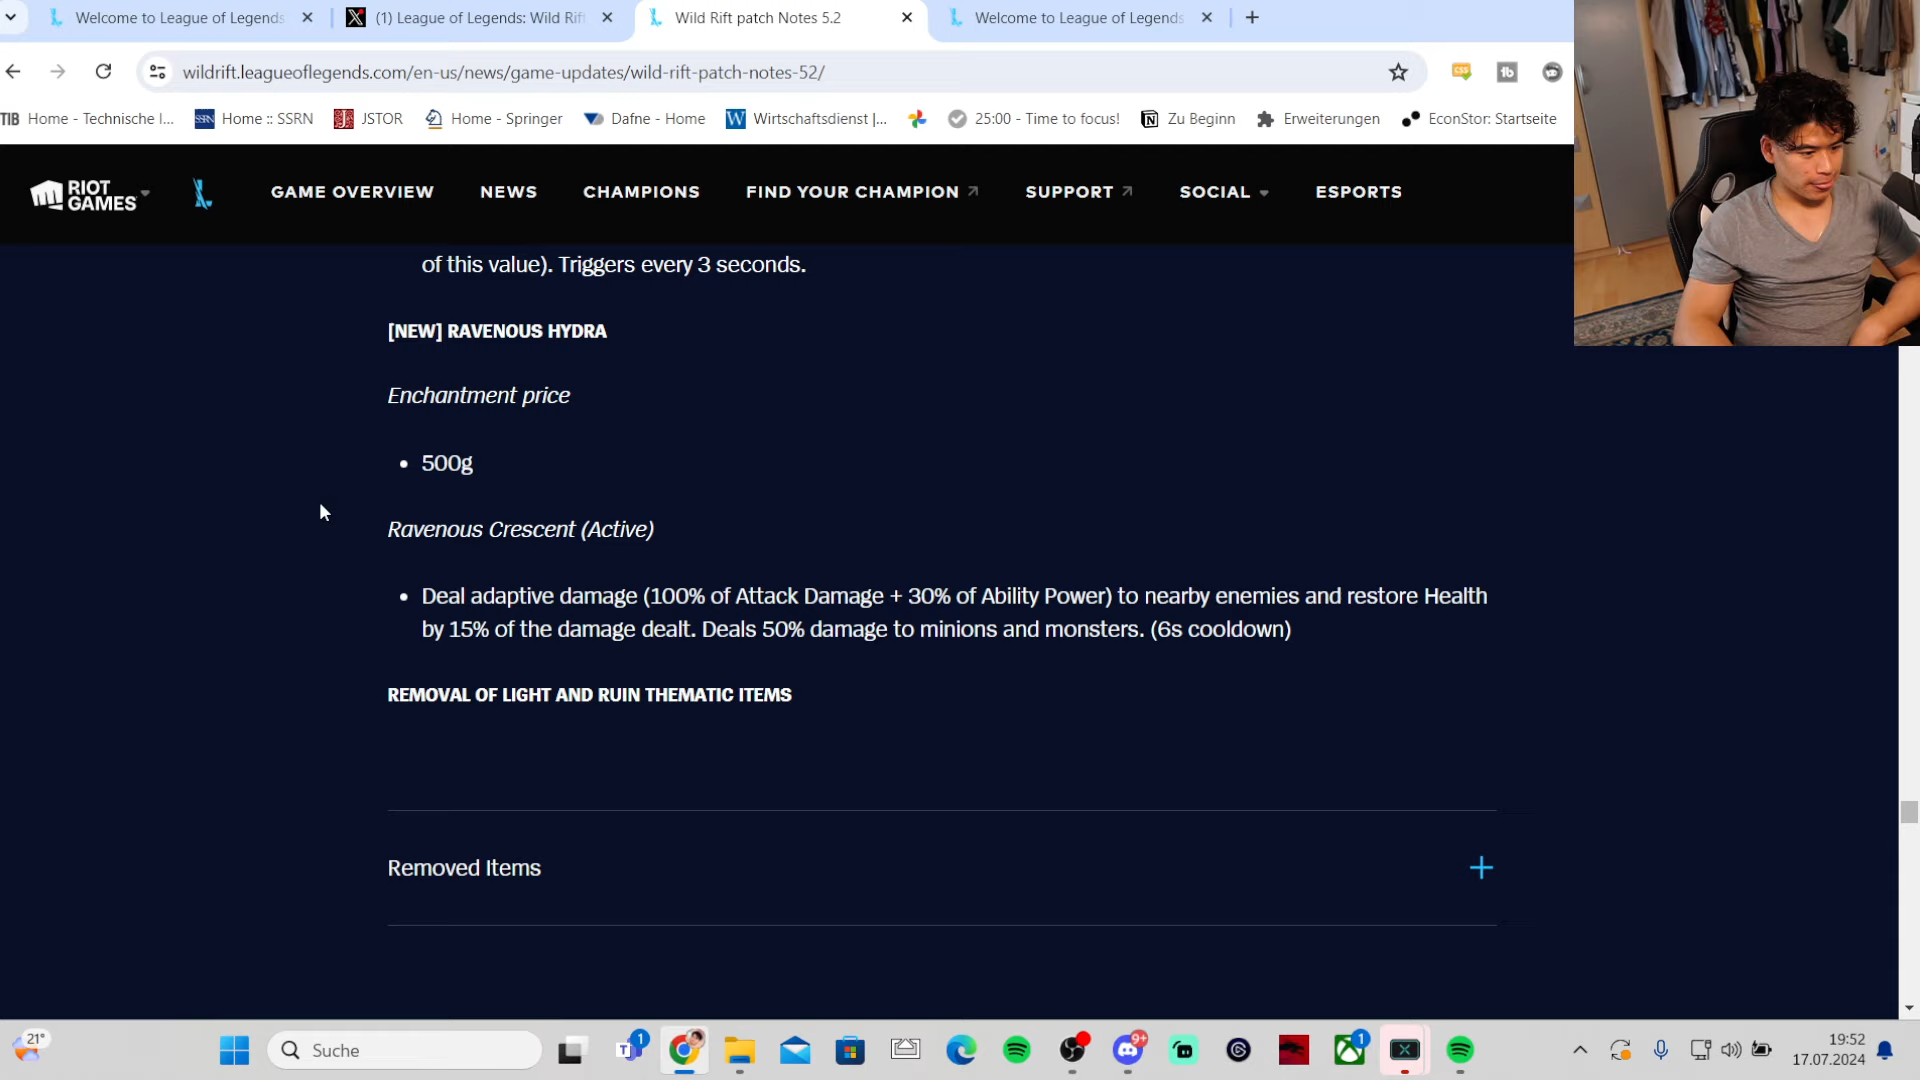 Welcome to League of Legends
(1) League of Legends: Wild Rif
Wild Rift patch Notes 5.2
Welcome to League of Legends
wildrift.leagueoflegends.com/en-us/news/game-updates/wild-rift-patch-notes-52/
TIB Home - Technische I... SSRN Home :: SSRN JSTOR Home - Springer Dafne - Home W Wirtschaftsdienst |... 25:00 - Time to focus! Zu Beginn Erweiterungen EconStor: Startseite
RIOT GAMES GAME OVERVIEW NEWS CHAMPIONS FIND YOUR CHAMPION SUPPORT SOCIAL ESPORTS
of this value). Triggers every 3 seconds.
[NEW] RAVENOUS HYDRA
Enchantment price
• 500g
Ravenous Crescent (Active)
• Deal adaptive damage (100% of Attack Damage + 30% of Ability Power) to nearby enemies and restore Health
by 15% of the damage dealt. Deals 50% damage to minions and monsters. (6s cooldown)
REMOVAL OF LIGHT AND RUIN THEMATIC ITEMS
Removed Items
21°
Suche
1
9+
1
19:52
17.07.2024